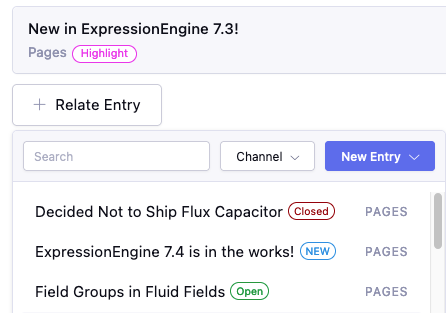 New in ExpressionEngine 7.3!
Pages Highlight
+ Relate Entry
Search Channel New Entry
Decided Not to Ship Flux Capacitor Closed PAGES
ExpressionEngine 7.4 is in the works! NEW PAGES
Field Groups in Fluid Fields Open PAGES